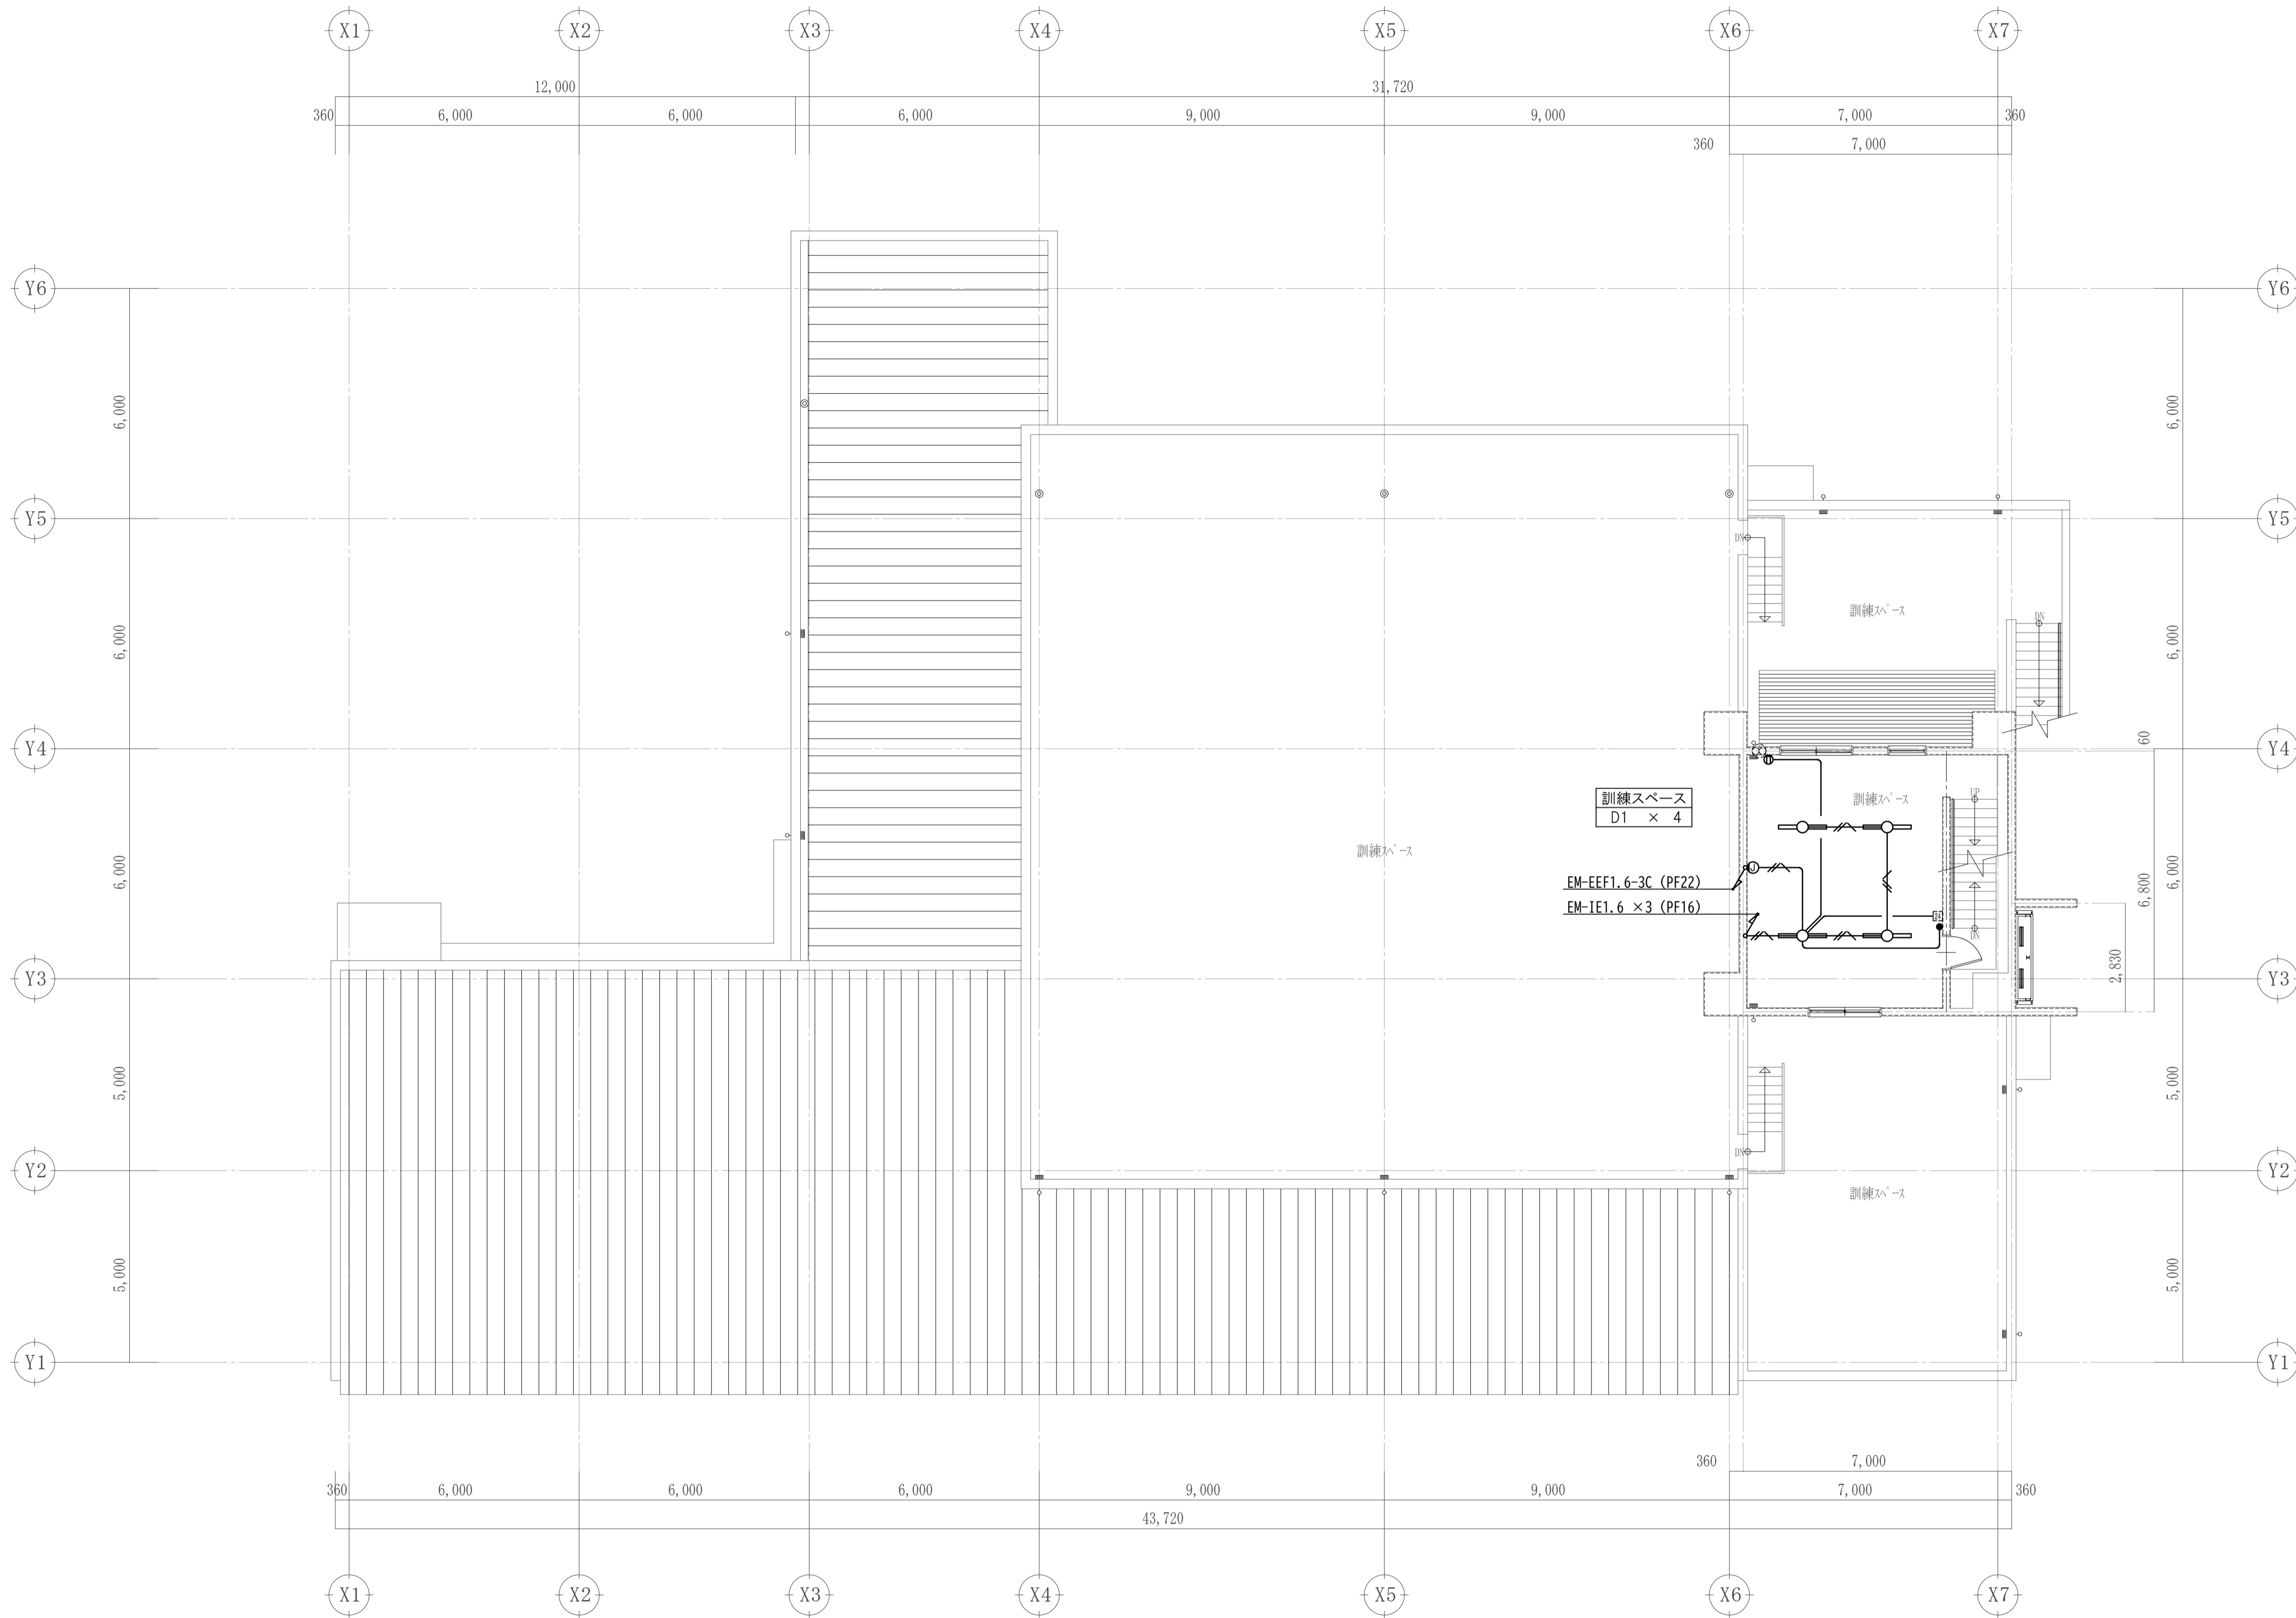 X1 X2 X3 X4 X5 X6 X7
12,000 31,720
360 6,000 6,000 6,000 9,000 9,000 7,000 360
360 7,000
Y6 Y6
6,000 6,000
Y5 Y5
DN
訓練スペース
DN
6,000 6,000
Y4 Y4
60
訓練スペース
D1 × 4
訓練スペース
UP
訓練スペース
J
EM-EEF1.6-3C (PF22)
EM-IE1.6 ×3 (PF16)
DN
6,000 6,800 6,000
2,830
Y3 Y3
5,000 5,000
DN
Y2 Y2
訓練スペース
5,000 5,000
Y1 Y1
360 7,000
360 6,000 6,000 6,000 9,000 9,000 7,000 360
43,720
X1 X2 X3 X4 X5 X6 X7